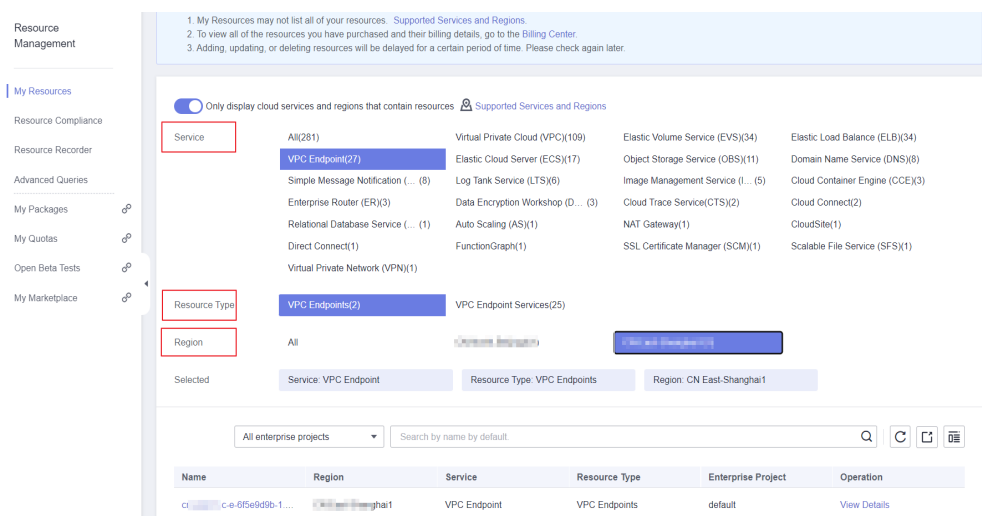 Resource
Management
My Resources
Resource Compliance
Resource Recorder
Advanced Queries
My Packages
My Quotas
Open Beta Tests
My Marketplace
1. My Resources may not list all of your resources. Supported Services and Regions.
2. To view all of the resources you have purchased and their billing details, go to the Billing Center.
3. Adding, updating, or deleting resources will be delayed for a certain period of time. Please check again later.
Only display cloud services and regions that contain resources Supported Services and Regions
Service All(281) Virtual Private Cloud (VPC)(109) Elastic Volume Service (EVS)(34) Elastic Load Balance (ELB)(34)
VPC Endpoint(27) Elastic Cloud Server (ECS)(17) Object Storage Service (OBS)(11) Domain Name Service (DNS)(8)
Simple Message Notification (... (8) Log Tank Service (LTS)(6) Image Management Service (I... (5) Cloud Container Engine (CCE)(3)
Enterprise Router (ER)(3) Data Encryption Workshop (D... (3) Cloud Trace Service(CTS)(2) Cloud Connect(2)
Relational Database Service (... (1) Auto Scaling (AS)(1) NAT Gateway(1) CloudSite(1)
Direct Connect(1) FunctionGraph(1) SSL Certificate Manager (SCM)(1) Scalable File Service (SFS)(1)
Virtual Private Network (VPN)(1)
Resource Type VPC Endpoints(2) VPC Endpoint Services(25)
Region All
Selected Service: VPC Endpoint Resource Type: VPC Endpoints Region: CN East-Shanghai1
All enterprise projects Search by name by default.
Name Region Service Resource Type Enterprise Project Operation
c-e-6f5e9d9b-1.... ghai1 VPC Endpoint VPC Endpoints default View Details